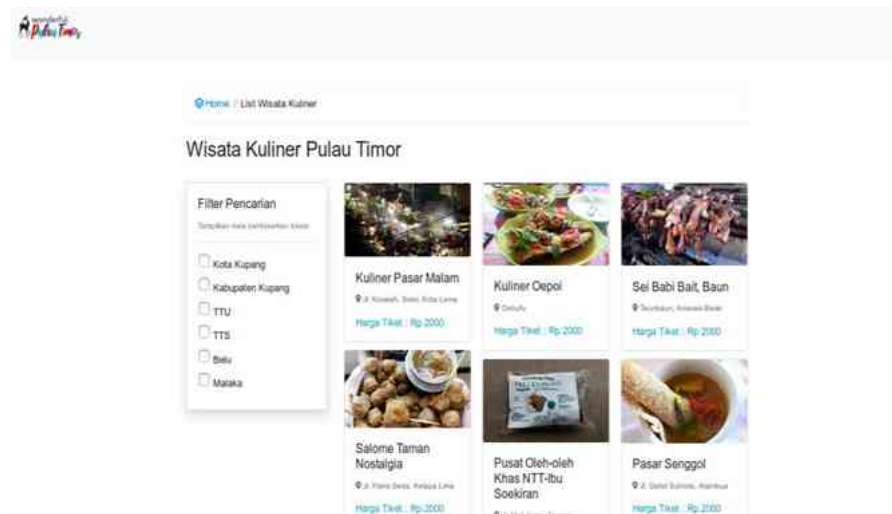 wonderful
Pulau Timor
Home / List Wisata Kuliner
Wisata Kuliner Pulau Timor
Filter Pencarian
Kota Kupang
Kabupaten Kupang
TTU
TTS
Belu
Malaka
Kuliner Pasar Malam
Harga Tiket : Rp.2000
Kuliner Oepoi
Harga Tiket : Rp.2000
Sei Babi Bait, Baun
Harga Tiket : Rp.2000
Salome Taman
Nostalgia
Harga Tiket : Rp.2000
Pusat Oleh-oleh
Khas NTT-Ibu
Soekiran
Pasar Senggol
Harga Tiket : Rp.2000